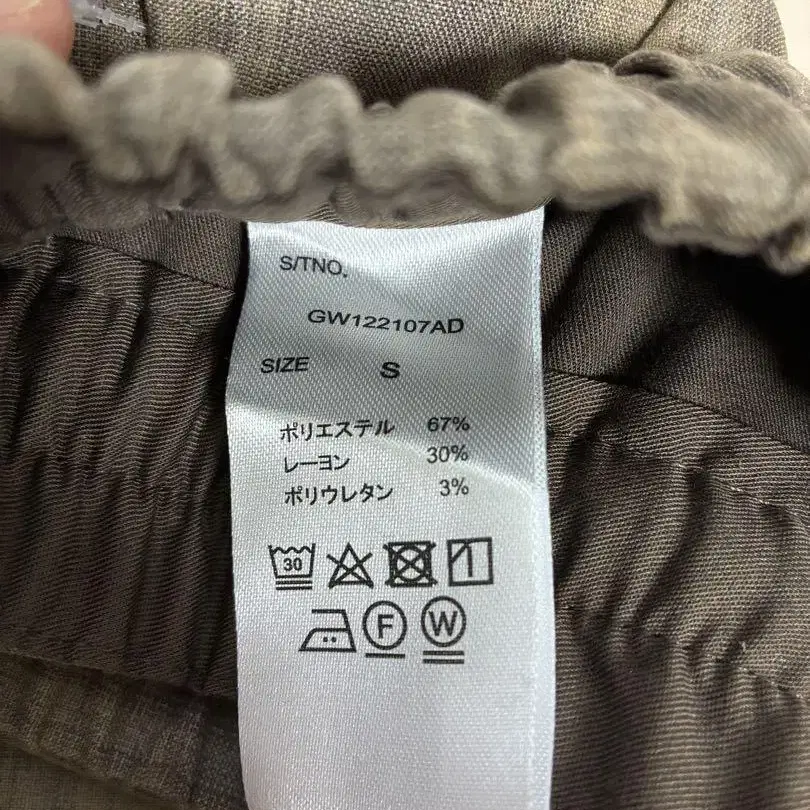 S/TNO.
GW122107AD
SIZE S
ポリエステル 67%
レーヨン 30%
ポリウレタン 3%
30
F W